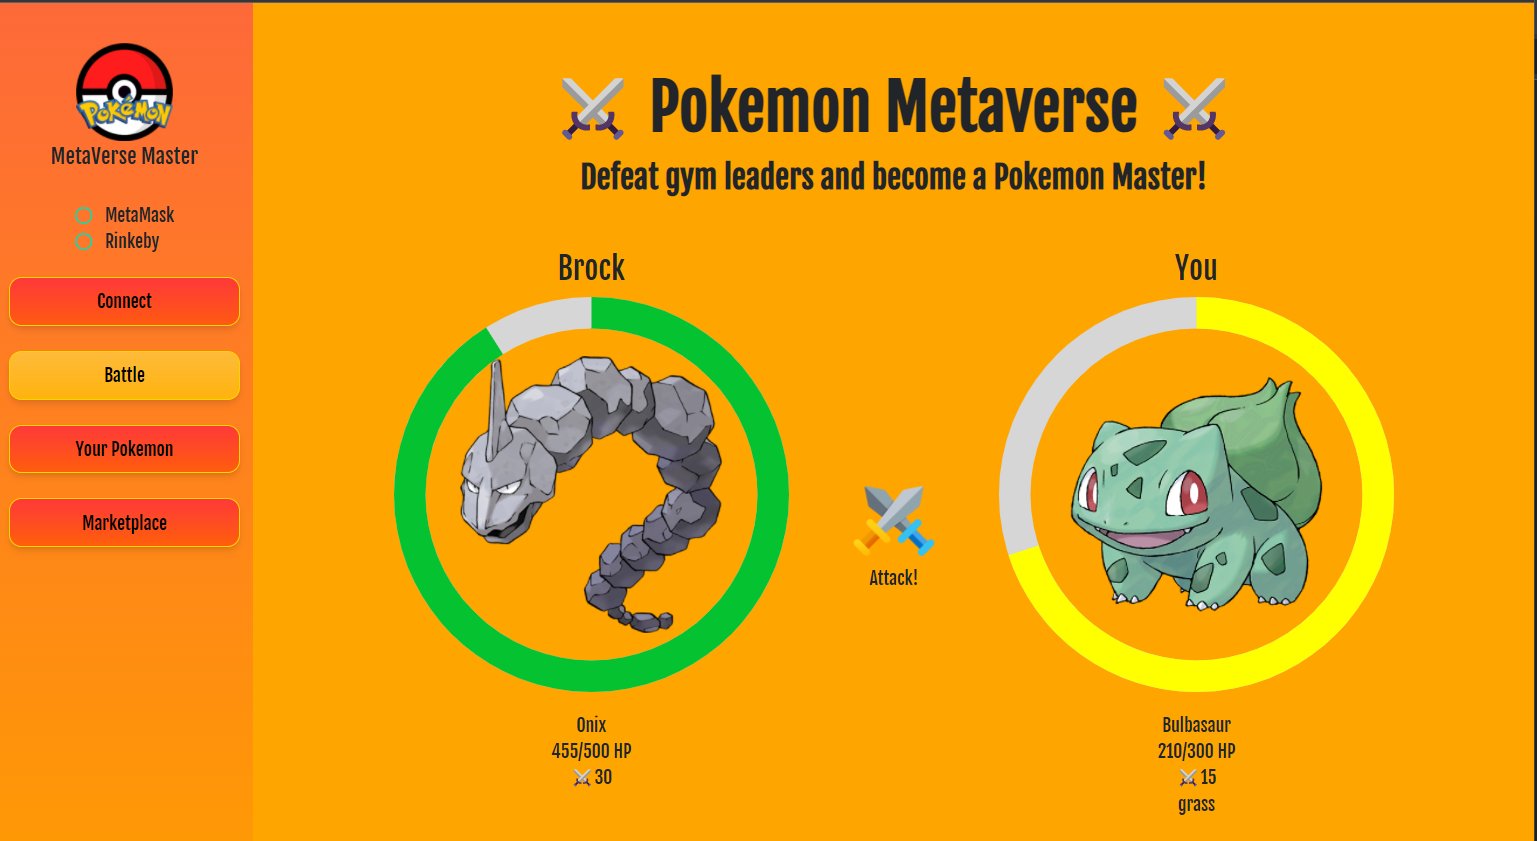 Pokémon
MetaVerse Master
MetaMask
Rinkeby
Connect
Battle
Your Pokemon
Marketplace
Pokemon Metaverse
Defeat gym leaders and become a Pokemon Master!
Brock
Onix
455/500 HP
30
Attack!
You
Bulbasaur
210/300 HP
15
grass